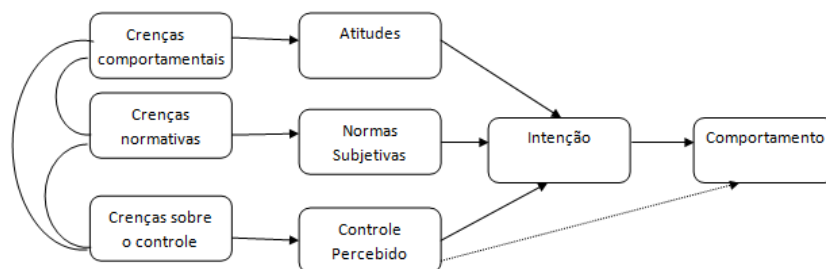 Crenças
comportamentais
Atitudes
Crenças
normativas
Normas
Subjetivas
Intenção
Comportamento
Crenças sobre
o controle
Controle
Percebido